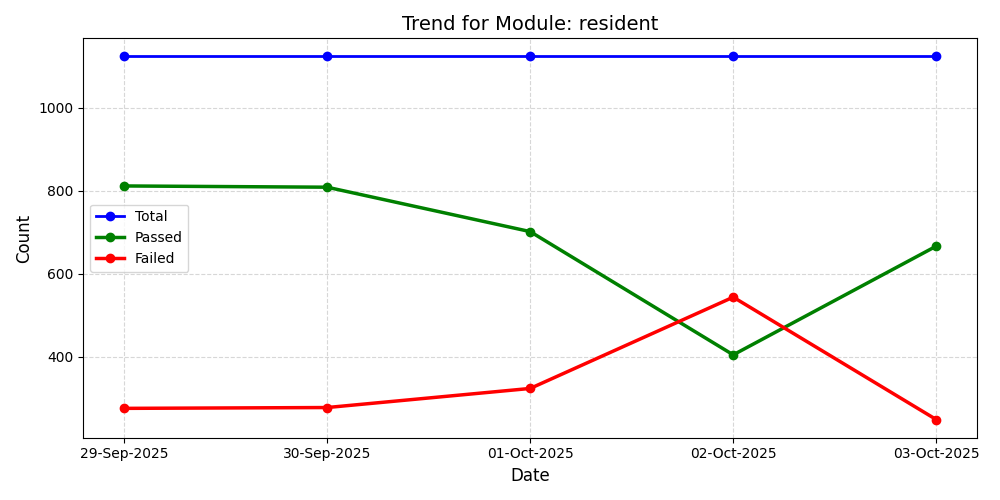 Trend for Module: resident
Count
1000
800
600
400
Total
Passed
Failed
29-Sep-2025
30-Sep-2025
01-Oct-2025
02-Oct-2025
03-Oct-2025
Date